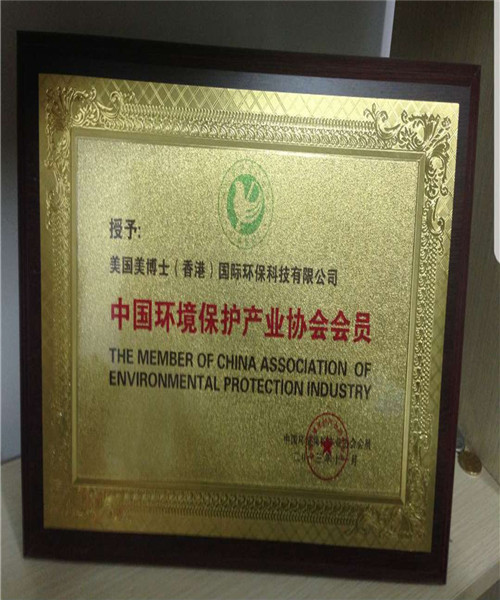 授予:
美国美博士（香港）国际环保科技有限公司
中国环境保护产业协会会员
THE MEMBER OF CHINA ASSOCIATION OF
ENVIRONMENTAL PROTECTION INDUSTRY